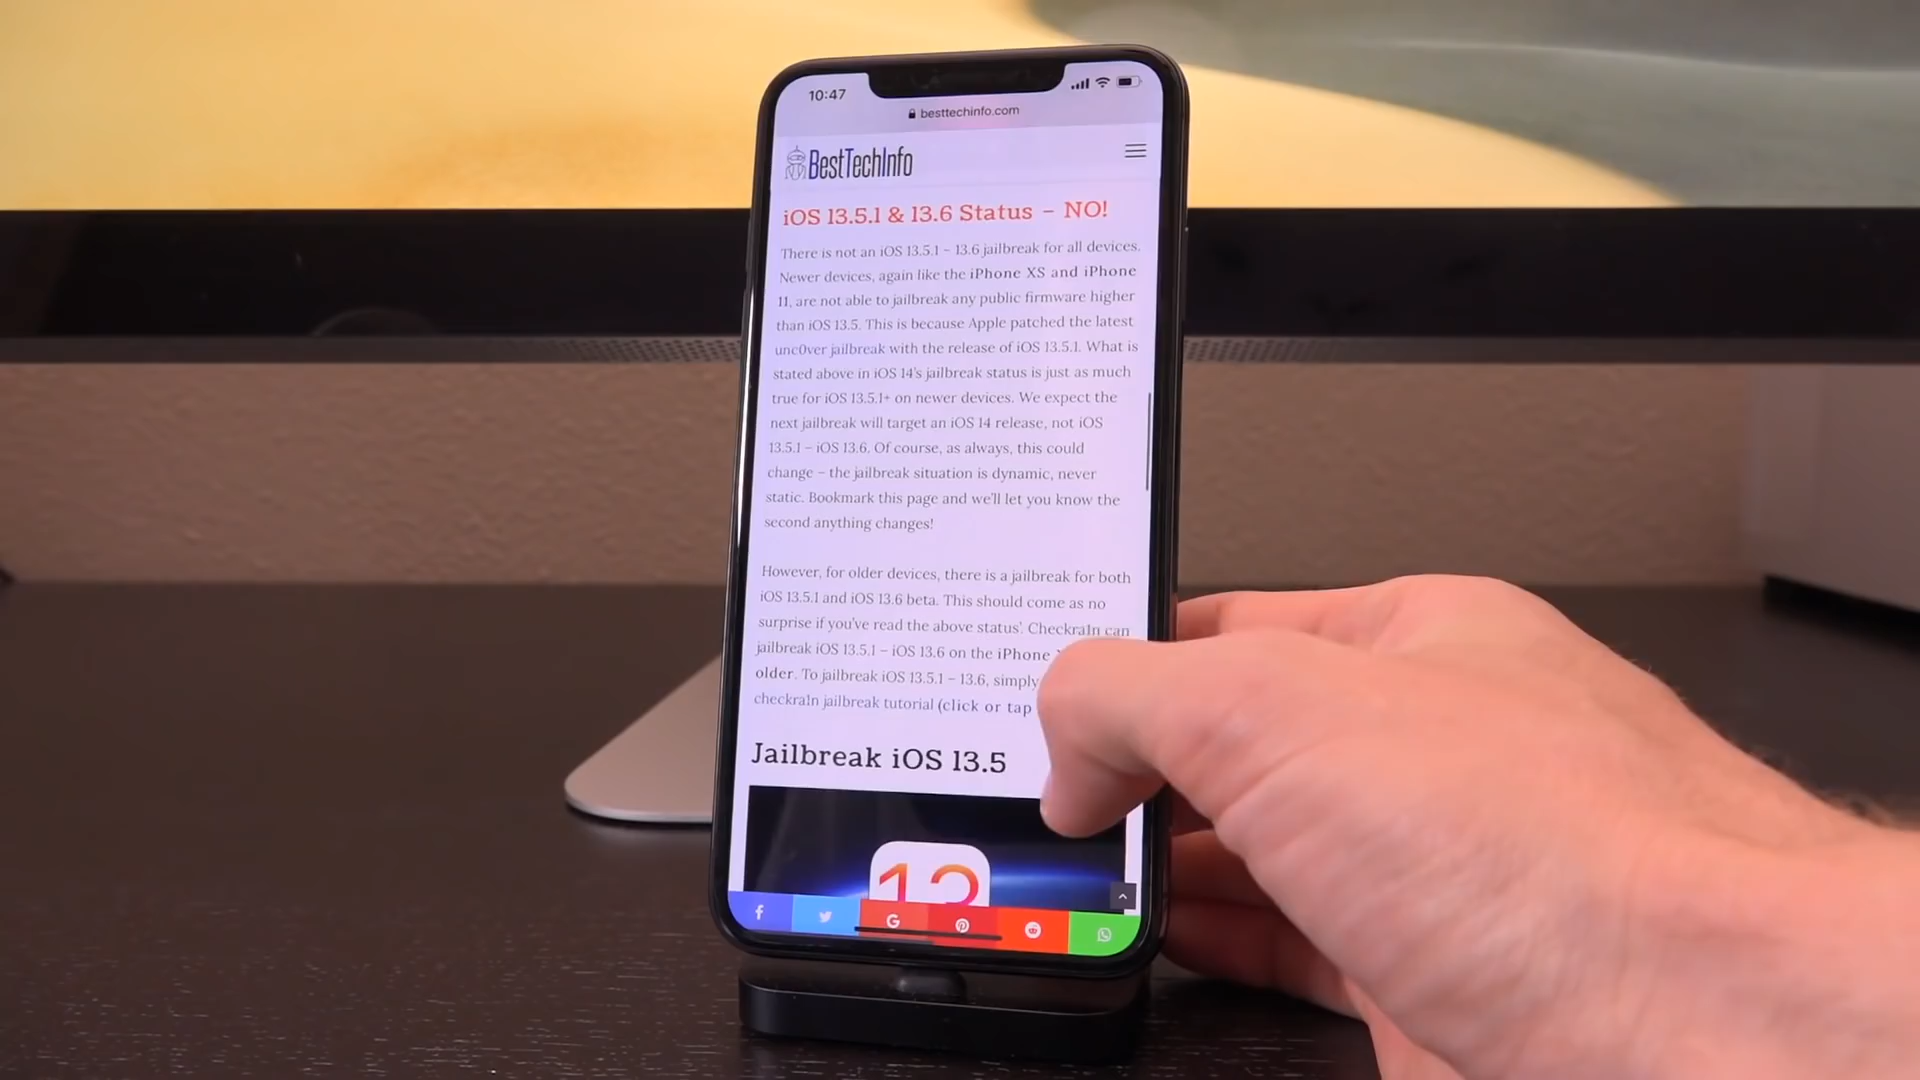 10:47
besttechinfo.com
BestTechInfo
iOS 13.5.1 & 13.6 Status – NO!
There is not an iOS 13.5.1 – 13.6 jailbreak for all devices.
Newer devices, again like the iPhone XS and iPhone
11, are not able to jailbreak any public firmware higher
than iOS 13.5. This is because Apple patched the latest
unc0ver jailbreak with the release of iOS 13.5.1. What is
stated above in iOS 14's jailbreak status is just as much
true for iOS 13.5.1+ on newer devices. We expect the
next jailbreak will target an iOS 14 release, not iOS
13.5.1 – iOS 13.6. Of course, as always, this could
change – the jailbreak situation is dynamic, never
static. Bookmark this page and we'll let you know the
second anything changes!
However, for older devices, there is a jailbreak for both
iOS 13.5.1 and iOS 13.6 beta. This should come as no
surprise if you've read the above status'. Checkra1n can
jailbreak iOS 13.5.1 – iOS 13.6 on the iPhone
older. To jailbreak iOS 13.5.1 – 13.6, simply
checkra1n jailbreak tutorial (click or tap
Jailbreak iOS 13.5
13